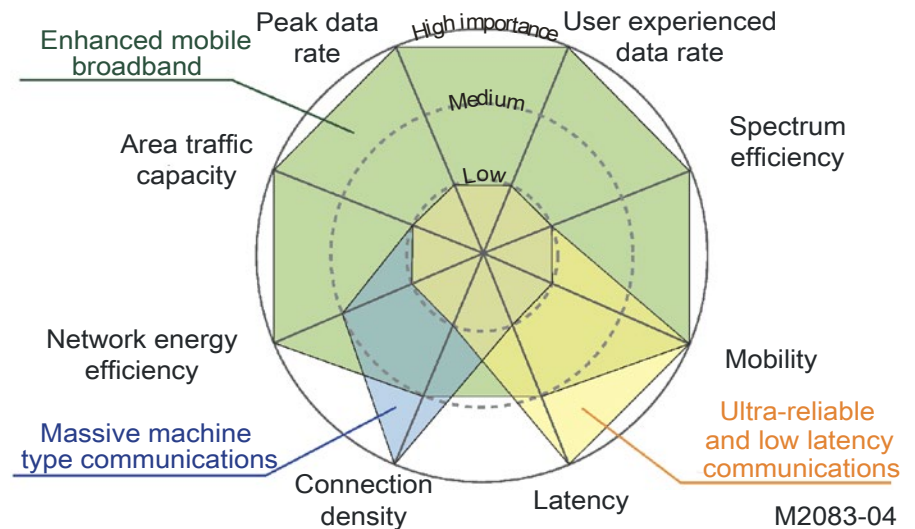 Enhanced mobile
broadband
Peak data
rate
High importance
User experienced
data rate
Medium
Area traffic
capacity
Low
Spectrum
efficiency
Network energy
efficiency
Mobility
Massive machine
type communications
Ultra-reliable
and low latency
communications
Connection
density
Latency
M2083-04